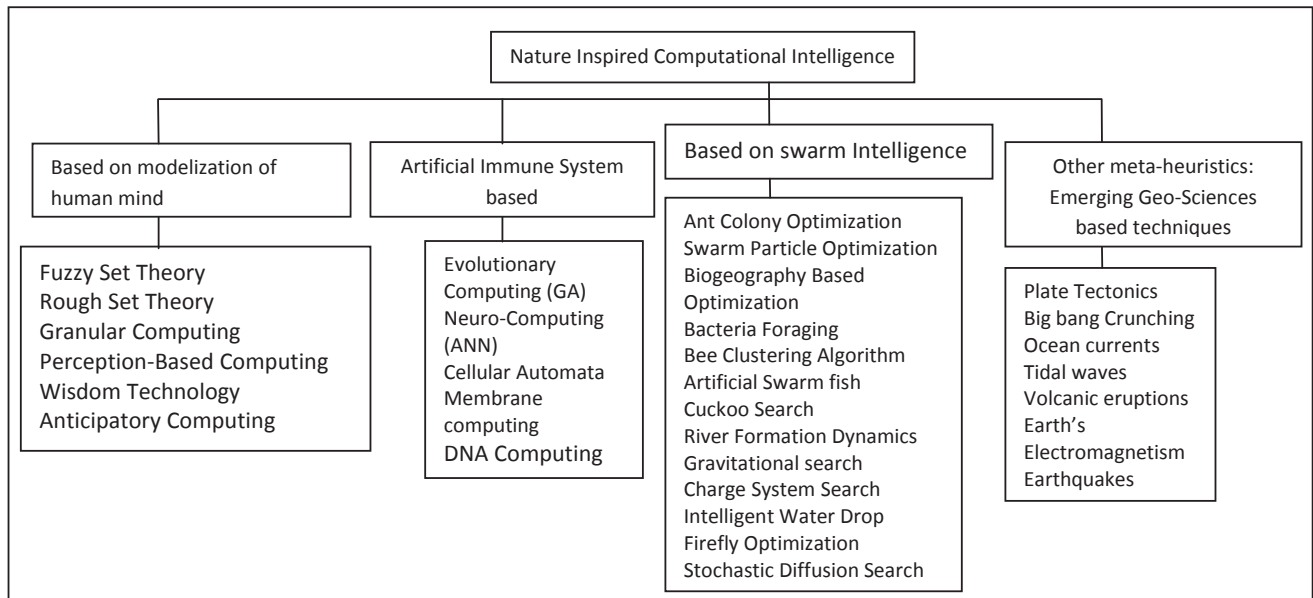 Nature Inspired Computational Intelligence
Based on modelization of
human mind
Fuzzy Set Theory
Rough Set Theory
Granular Computing
Perception-Based Computing
Wisdom Technology
Anticipatory Computing
Artificial Immune System
based
Evolutionary
Computing (GA)
Neuro-Computing
(ANN)
Cellular Automata
Membrane
computing
DNA Computing
Based on swarm Intelligence
Ant Colony Optimization
Swarm Particle Optimization
Biogeography Based
Optimization
Bacteria Foraging
Bee Clustering Algorithm
Artificial Swarm fish
Cuckoo Search
River Formation Dynamics
Gravitational search
Charge System Search
Intelligent Water Drop
Firefly Optimization
Stochastic Diffusion Search
Other meta-heuristics:
Emerging Geo-Sciences
based techniques
Plate Tectonics
Big bang Crunching
Ocean currents
Tidal waves
Volcanic eruptions
Earth’s
Electromagnetism
Earthquakes